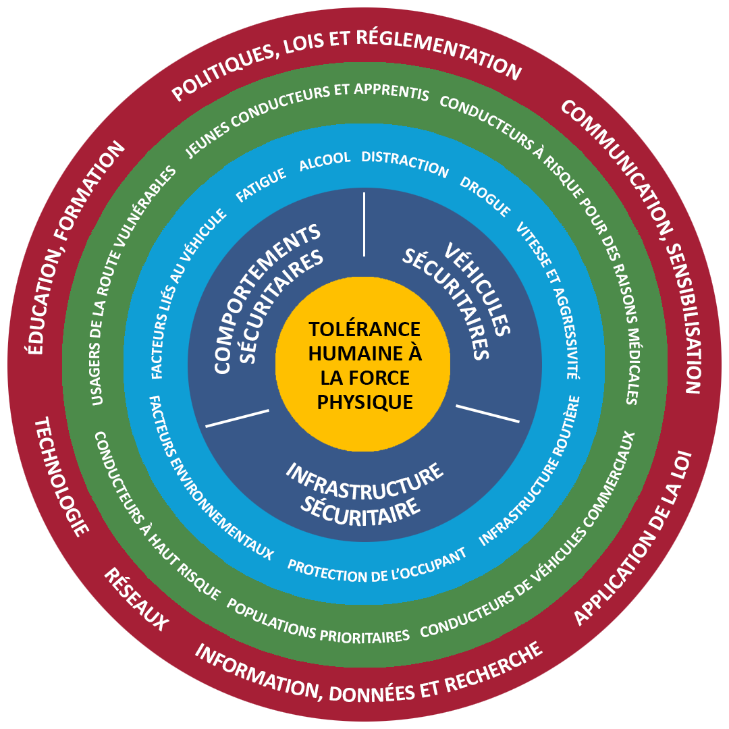 POLITIQUES, LOIS ET RÉGLEMENTATION
COMMUNICATION, SENSIBILISATION
APPLICATION DE LA LOI
INFORMATION, DONNÉES ET RECHERCHE
RÉSEAUX
TECHNOLOGIE
ÉDUCATION, FORMATION
JEUNES CONDUCTEURS ET APPRENTIS
CONDUCTEURS À RISQUE POUR DES RAISONS MÉDICALES
CONDUCTEURS DE VÉHICULES COMMERCIAUX
POPULATIONS PRIORITAIRES
CONDUCTEURS À HAUT RISQUE
USAGERS DE LA ROUTE VULNÉRABLES
ALCOOL
DISTRACTION
DROGUE
VITESSE ET AGGRESSIVITÉ
INFRASTRUCTURE ROUTIÈRE
PROTECTION DE L'OCCUPANT
FACTEURS ENVIRONNEMENTAUX
FACTEURS LIÉS AU VÉHICULE
FATIGUE
COMPORTEMENTS
SÉCURITAIRES
VÉHICULES
SÉCURITAIRES
INFRASTRUCTURE
SÉCURITAIRE
TOLÉRANCE
HUMAINE À
LA FORCE
PHYSIQUE